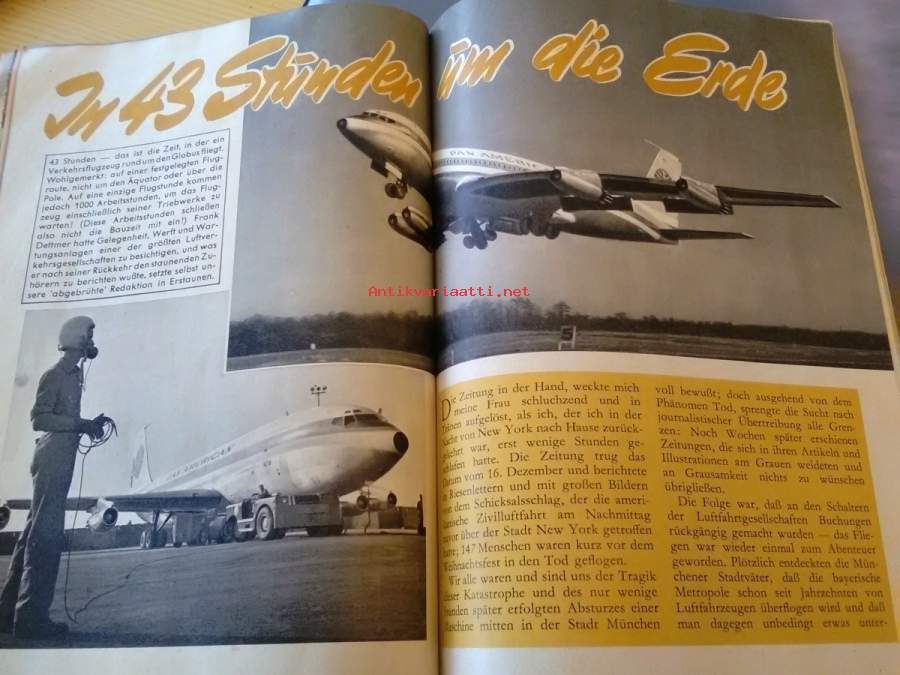 In 43 Stunden um die Erde
43 Stunden — das ist die Zeit, in der ein
Verkehrsflugzeug rund um den Globus fliegt.
Wohlgemerkt: auf einer festgelegten Flug-
route, nicht um den Äquator oder über die
Pole. Auf eine einzige Flugstunde kommen
jedoch 1000 Arbeitsstunden, um das Flug-
zeug einschließlich seiner Triebwerke zu
warten! (Diese Arbeitsstunden schließen
also nicht die Bauzeit mit ein!) Frank
Dettmer hatte Gelegenheit, Werft und War-
tungsanlagen einer der größten Luftver-
kehrsgesellschaften zu besichtigen, und was
er nach seiner Rückkehr den staunenden Zu-
hörern zu berichten wußte, setzte selbst un-
sere 'abgebrühte' Redaktion in Erstaunen.
PAN AMERIC
Antikvariaatti.net
PAN AMERICAN
Die Zeitung in der Hand, weckte mich
meine Frau schluchzend und in
Tränen aufgelöst, als ich, der ich in der
Nacht von New York nach Hause zurück-
gekehrt war, erst wenige Stunden ge-
schlafen hatte. Die Zeitung trug das
Datum vom 16. Dezember und berichtete
in Riesenlettern und mit großen Bildern
von dem Schicksalsschlag, der die ameri-
kanische Zivilluftfahrt am Nachmittag
zuvor über der Stadt New York getroffen
hatte; 147 Menschen waren kurz vor dem
Weihnachtsfest in den Tod geflogen.
Wir alle waren und sind uns der Tragik
dieser Katastrophe und des nur wenige
Stunden später erfolgten Absturzes einer
Maschine mitten in der Stadt München
voll bewußt; doch ausgehend von dem
Phänomen Tod, sprengte die Sucht nach
journalistischer Übertreibung alle Gren-
zen: Noch Wochen später erschienen
Zeitungen, die sich in ihren Artikeln und
Illustrationen am Grauen weideten und
an Grausamkeit nichts zu wünschen
übrigließen.
Die Folge war, daß an den Schaltern
der Luftfahrtgesellschaften Buchungen
rückgängig gemacht wurden — das Flie-
gen war wieder einmal zum Abenteuer
geworden. Plötzlich entdeckten die Mün-
chener Stadtväter, daß die bayerische
Metropole schon seit Jahrzehnten von
Luftfahrzeugen überflogen wird und daß
man dagegen unbedingt etwas unter-